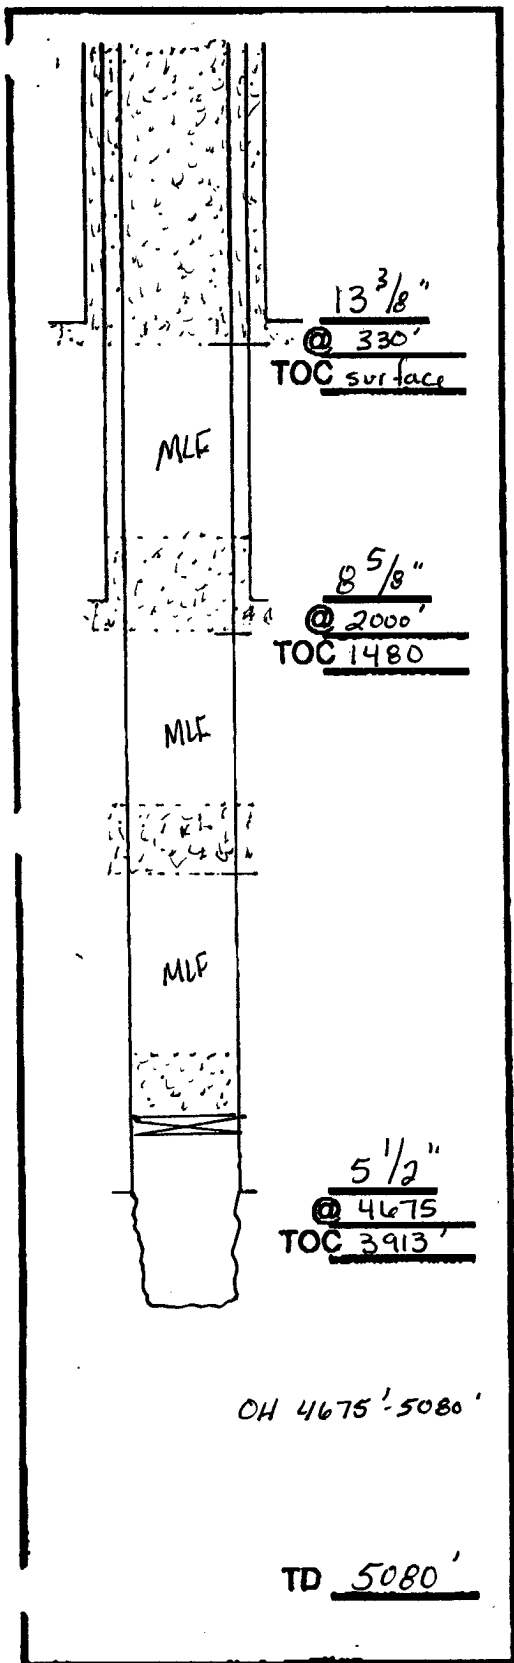 13 3/8"
@ 330'
TOC surface
MLF
8 5/8"
@ 2000'
TOC 1480
MLF
MLF
5 1/2"
@ 4675
TOC 3913'
OH 4675'-5080'
TD 5080'